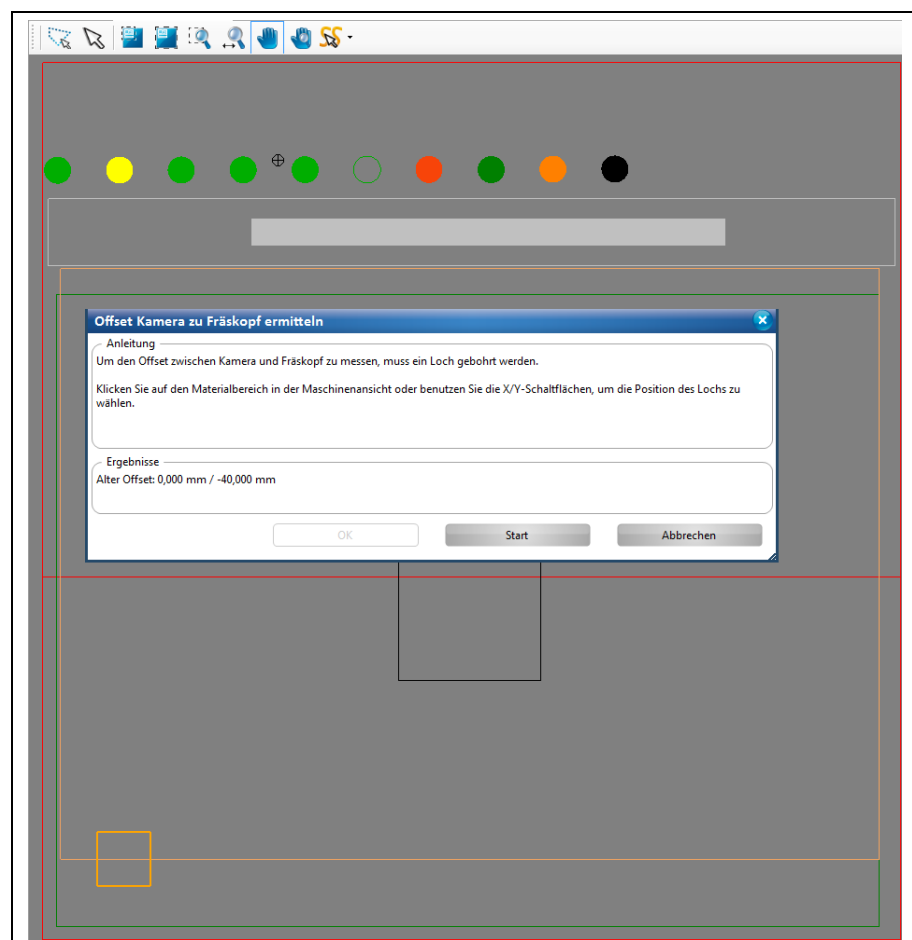 SS
Offset Kamera zu Fräskopf ermitteln
Anleitung
Um den Offset zwischen Kamera und Fräskopf zu messen, muss ein Loch gebohrt werden.
Klicken Sie auf den Materialbereich in der Maschinenansicht oder benutzen Sie die X/Y-Schaltflächen, um die Position des Lochs zu
wählen.
Ergebnisse
Alter Offset: 0,000 mm / -40,000 mm
OK
Start
Abbrechen